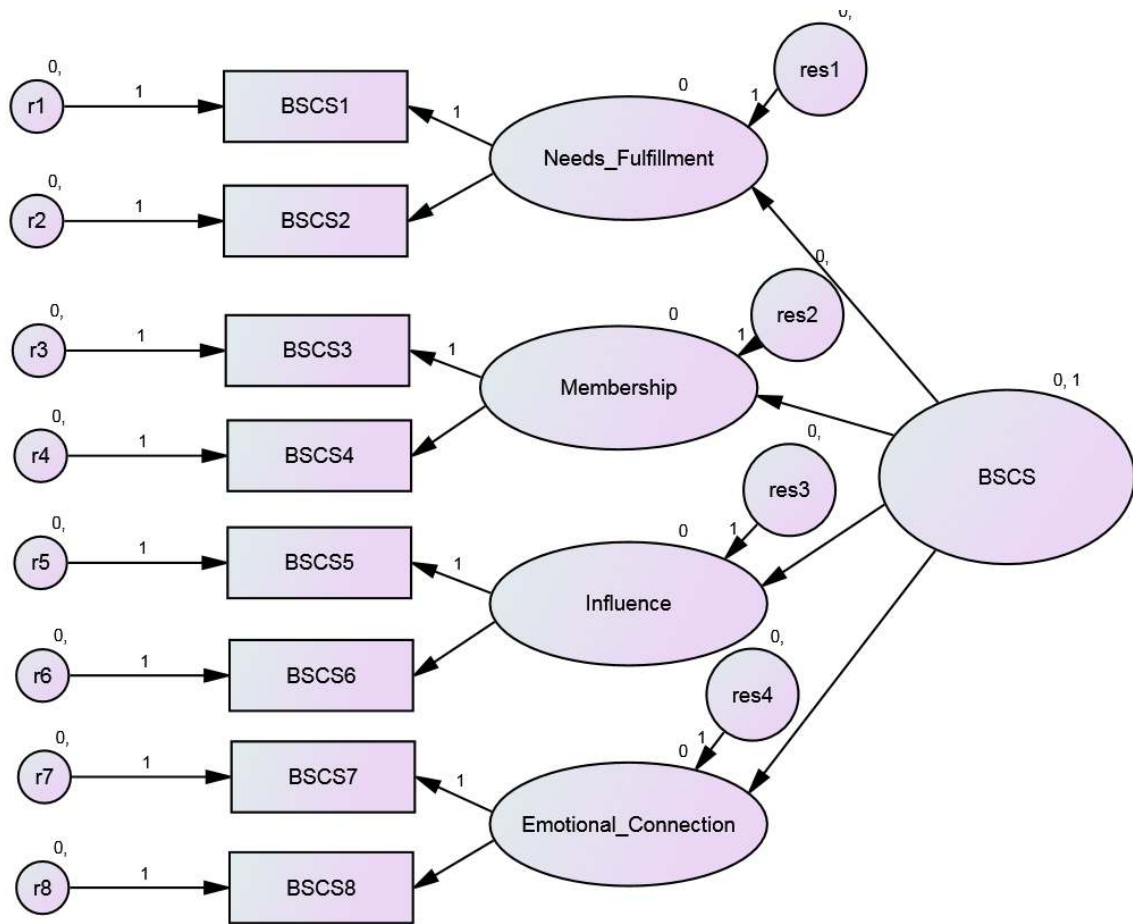 0,
0,
res1
0
1
r1
1
BSCS1
1
Needs_Fulfillment
0,
r2
1
BSCS2
0,
res2
0
1
0,
r3
1
BSCS3
1
Membership
0, 1
0,
r4
1
BSCS4
0,
res3
BSCS
0
1
0,
r5
1
BSCS5
1
Influence
0,
r6
1
BSCS6
0,
res4
0
1
0,
r7
1
BSCS7
1
Emotional_Connection
0,
r8
1
BSCS8